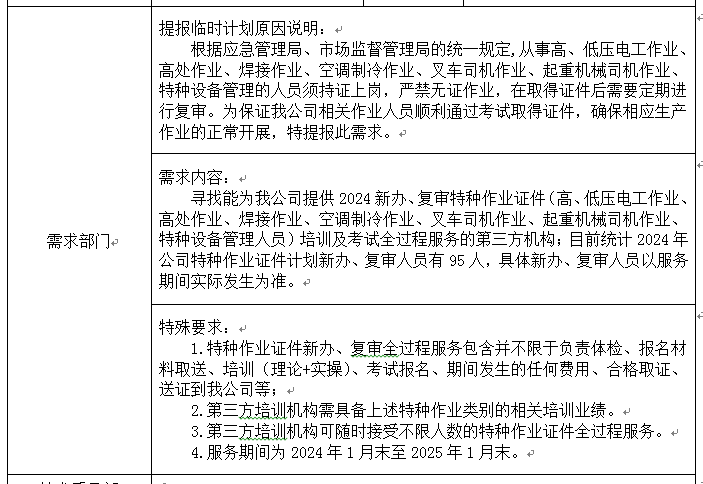 提报临时计划原因说明：
根据应急管理局、市场监督管理局的统一规定,从事高、低压电工作业、
高处作业、焊接作业、空调制冷作业、叉车司机作业、起重机械司机作业、
特种设备管理的人员须持证上岗，严禁无证作业，在取得证件后需要定期进
行复审。为保证我公司相关作业人员顺利通过考试取得证件，确保相应生产
作业的正常开展，特提报此需求。
需求部门
需求内容：
寻找能为我公司提供 2024 新办、复审特种作业证件(高、低压电工作业、
高处作业、焊接作业、空调制冷作业、叉车司机作业、起重机械司机作业、
特种设备管理人员）培训及考试全过程服务的第三方机构；目前统计 2024 年
公司特种作业证件计划新办、复审人员有 95 人，具体新办、复审人员以服务
期间实际发生为准。
特殊要求：
1.特种作业证件新办、复审全过程服务包含并不限于负责体检、报名材
料取送、培训（理论+实操）、考试报名、期间发生的任何费用、合格取证、
送证到我公司等；
2.第三方培训机构需具备上述特种作业类别的相关培训业绩。
3.第三方培训机构可随时接受不限人数的特种作业证件全过程服务。
4.服务期间为 2024 年 1 月末至 2025 年 1 月末。